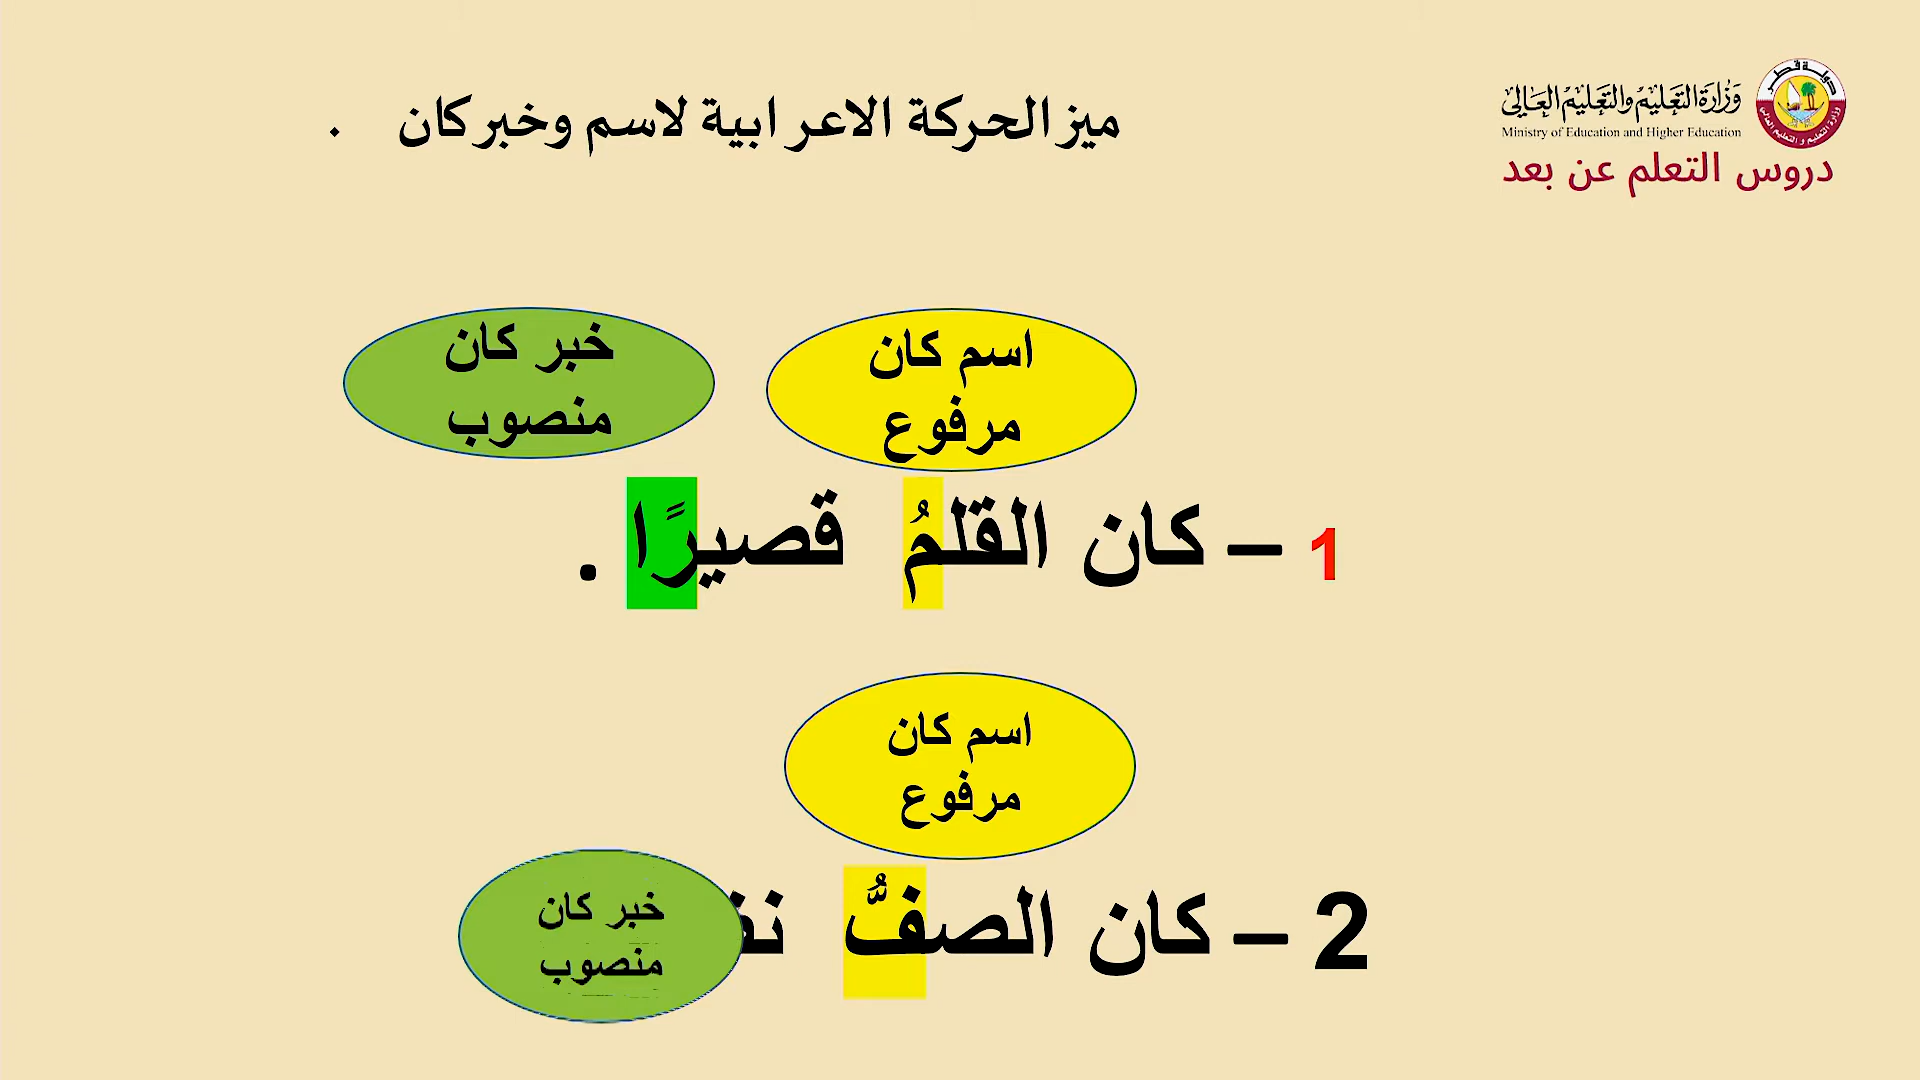 وزارة التعليم والتعليم العالي
Ministry of Education and Higher Education
دروس التعلم عن بعد
ميز الحركة الاعرابية لاسم وخبر كان .
اسم كان
مرفوع
خبر كان
منصوب
1 – كان القلمُ قصيرًا .
اسم كان
مرفوع
خبر كان
منصوب
2 – كان الصفُّ